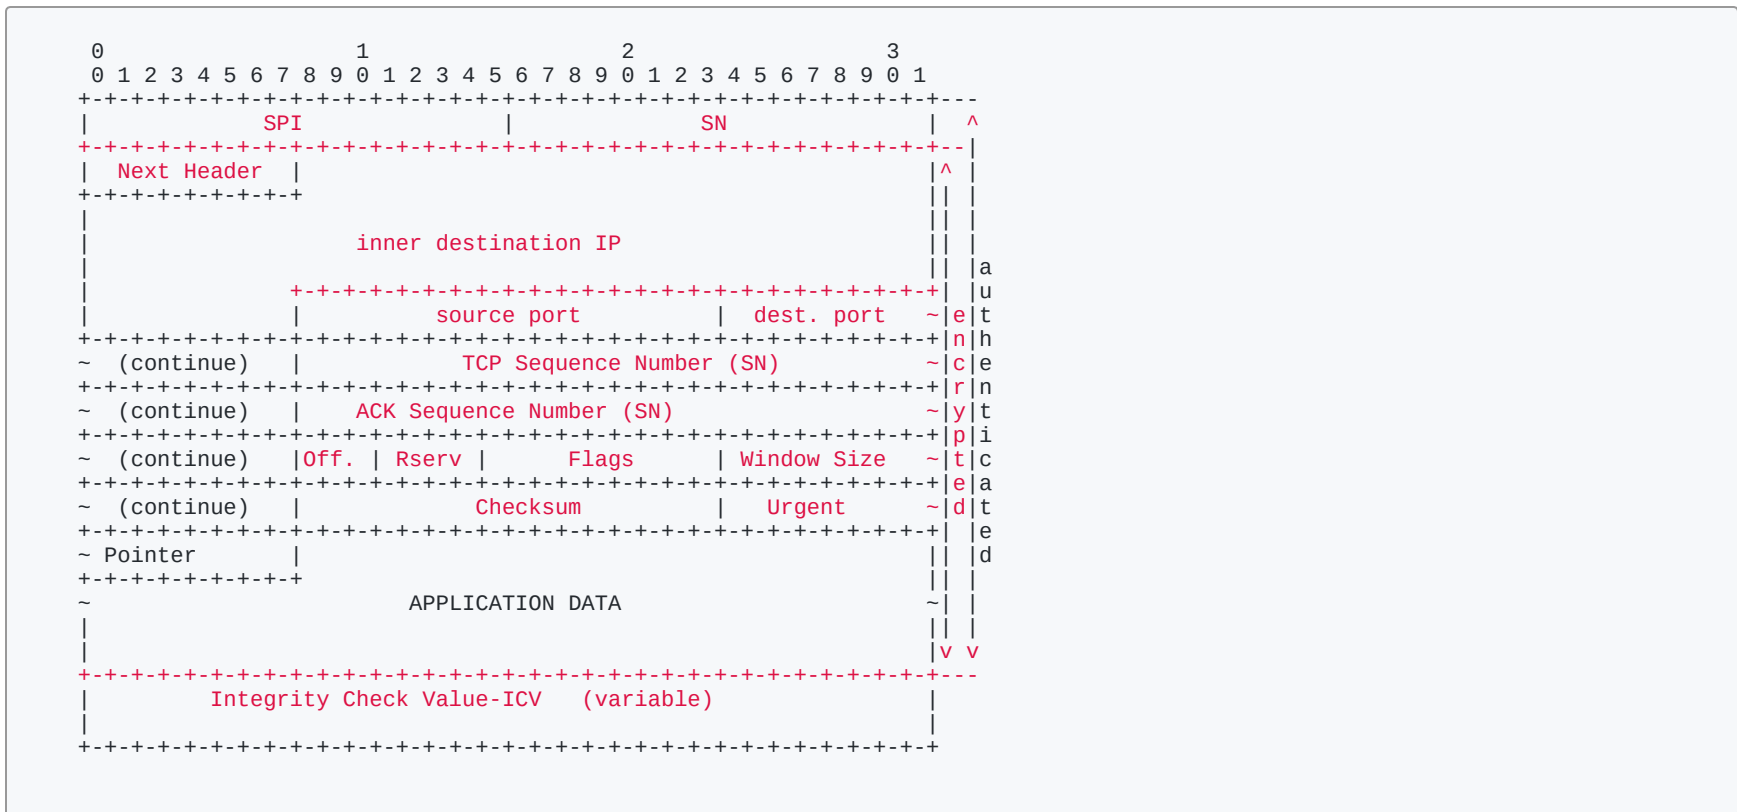 0                   1                   2                   3
0 1 2 3 4 5 6 7 8 9 0 1 2 3 4 5 6 7 8 9 0 1 2 3 4 5 6 7 8 9 0 1
+-+-+-+-+-+-+-+-+-+-+-+-+-+-+-+-+-+-+-+-+-+-+-+-+-+-+-+-+-+-+-+-+---
|             SPI               |              SN               |  ^
+-+-+-+-+-+-+-+-+-+-+-+-+-+-+-+-+-+-+-+-+-+-+-+-+-+-+-+-+-+-+-+-+--|
|  Next Header  |                                               |^ |
+-+-+-+-+-+-+-+-+                                               || |
|                                                               || |
|                    inner destination IP                       || |
|                                                               || |a
|               +-+-+-+-+-+-+-+-+-+-+-+-+-+-+-+-+-+-+-+-+-+-+-+-+| |u
|               |          source port          |  dest. port   ~|e|t
+-+-+-+-+-+-+-+-+-+-+-+-+-+-+-+-+-+-+-+-+-+-+-+-+-+-+-+-+-+-+-+-+|n|h
~  (continue)   |            TCP Sequence Number (SN)           ~|c|e
+-+-+-+-+-+-+-+-+-+-+-+-+-+-+-+-+-+-+-+-+-+-+-+-+-+-+-+-+-+-+-+-+|r|n
~  (continue)   |    ACK Sequence Number (SN)                   ~|y|t
+-+-+-+-+-+-+-+-+-+-+-+-+-+-+-+-+-+-+-+-+-+-+-+-+-+-+-+-+-+-+-+-+|p|i
~  (continue)   |Off. | Rserv |      Flags      | Window Size   ~|t|c
+-+-+-+-+-+-+-+-+-+-+-+-+-+-+-+-+-+-+-+-+-+-+-+-+-+-+-+-+-+-+-+-+|e|a
~  (continue)   |             Checksum          |   Urgent      ~|d|t
+-+-+-+-+-+-+-+-+-+-+-+-+-+-+-+-+-+-+-+-+-+-+-+-+-+-+-+-+-+-+-+-+| |e
~ Pointer       |                                               || |d
+-+-+-+-+-+-+-+-+                                               || |
~                        APPLICATION DATA                       ~| |
|                                                               || |
|                                                               |v v
+-+-+-+-+-+-+-+-+-+-+-+-+-+-+-+-+-+-+-+-+-+-+-+-+-+-+-+-+-+-+-+-+---
|         Integrity Check Value-ICV   (variable)                |
|                                                               |
+-+-+-+-+-+-+-+-+-+-+-+-+-+-+-+-+-+-+-+-+-+-+-+-+-+-+-+-+-+-+-+-+